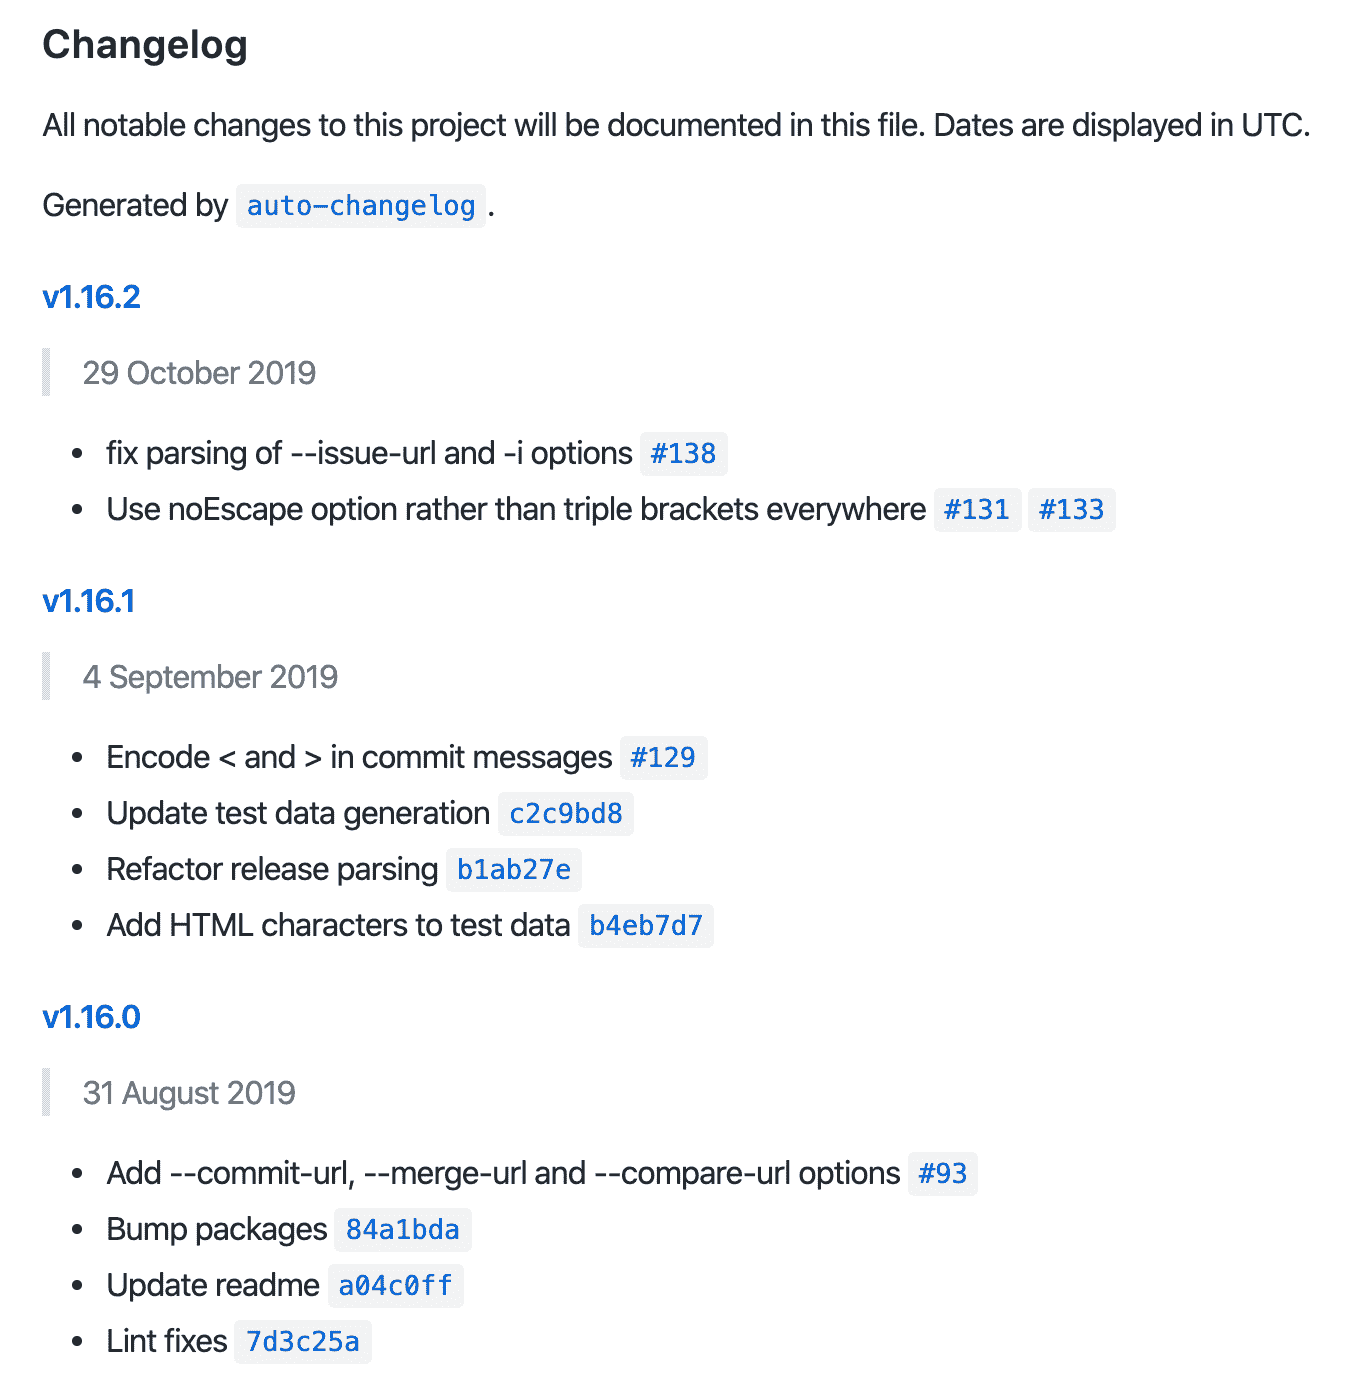 Changelog
All notable changes to this project will be documented in this file. Dates are displayed in UTC.
Generated by auto-changelog.
v1.16.2
29 October 2019
fix parsing of --issue-url and -i options #138
Use noEscape option rather than triple brackets everywhere #131 #133
v1.16.1
4 September 2019
Encode < and > in commit messages #129
Update test data generation c2c9bd8
Refactor release parsing b1ab27e
Add HTML characters to test data b4eb7d7
v1.16.0
31 August 2019
Add --commit-url, --merge-url and --compare-url options #93
Bump packages 84a1bda
Update readme a04c0ff
Lint fixes 7d3c25a